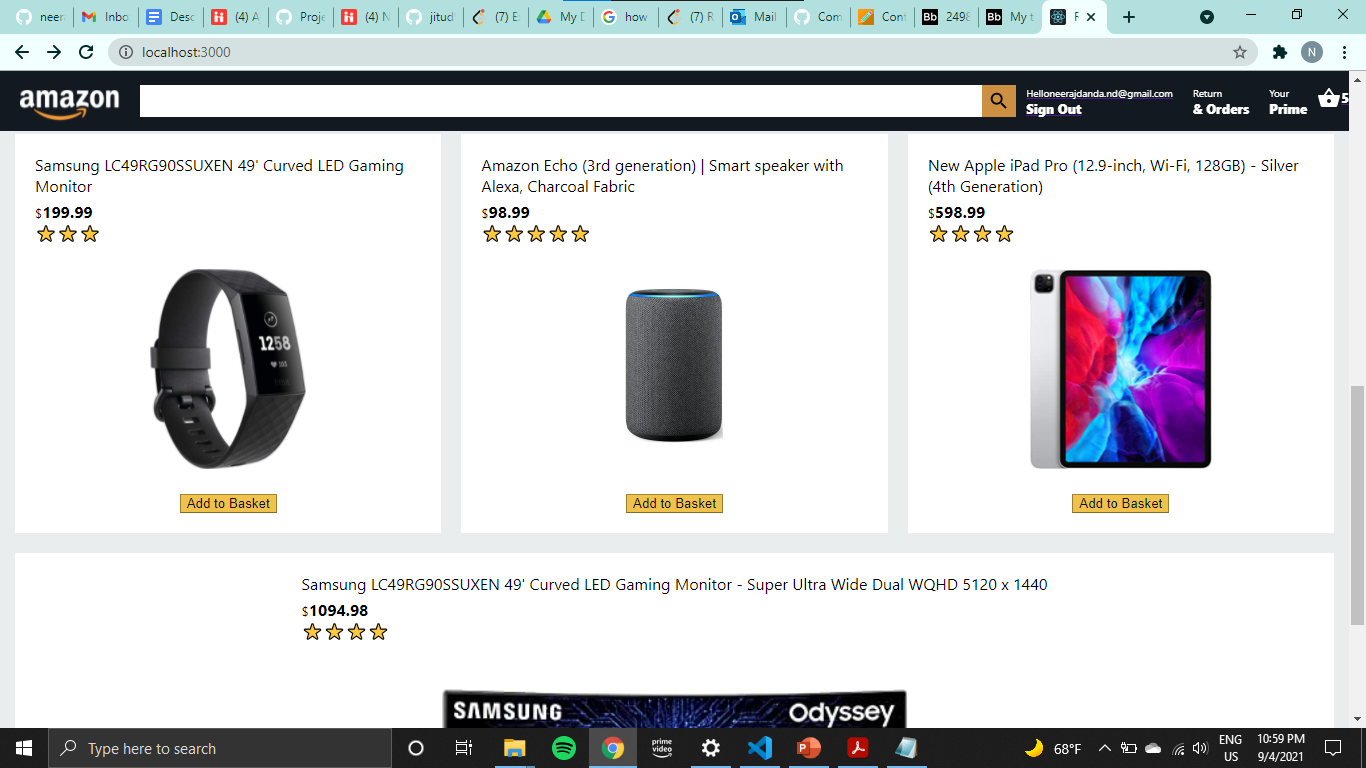 neer
Inbo
Desc
(4) A
Proje
(4) N
jitud
(7) E
My D
how
(7) R
Mail
Com
Cont
Bb
2498
Bb
My t
localhost:3000
N
amazon
Helloneerajdanda.nd@gmail.com
Sign Out
Return
& Orders
Your
Prime
5
Samsung LC49RG90SSUXEN 49' Curved LED Gaming
Monitor
$199.99
Amazon Echo (3rd generation) | Smart speaker with
Alexa, Charcoal Fabric
$98.99
New Apple iPad Pro (12.9-inch, Wi-Fi, 128GB) - Silver
(4th Generation)
$598.99
1258
103
Add to Basket
Add to Basket
Add to Basket
Samsung LC49RG90SSUXEN 49' Curved LED Gaming Monitor - Super Ultra Wide Dual WQHD 5120 x 1440
$1094.98
SAMSUNG
Odyssey
Type here to search
prime
video
68°F
ENG
US
10:59 PM
9/4/2021